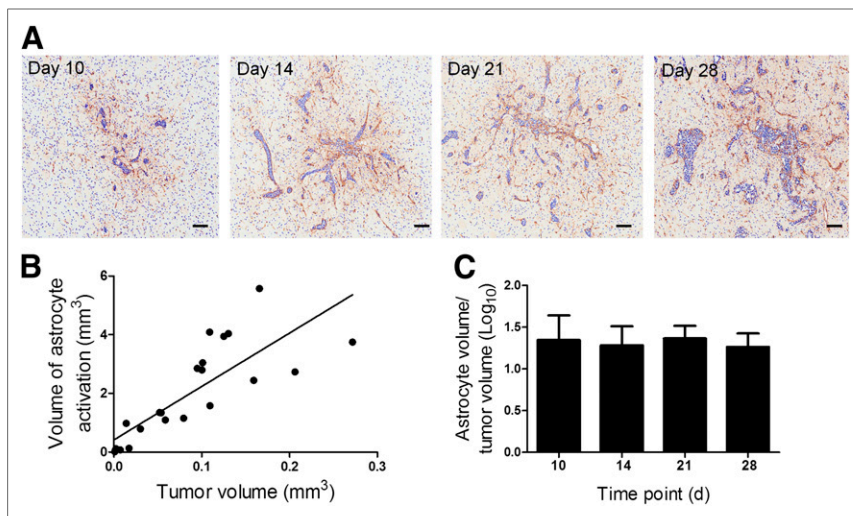 A
Day 10
Day 14
Day 21
Day 28
B
Volume of astrocyte
activation (mm³)
6
4
2
0
0.0
0.1
0.2
0.3
Tumor volume (mm³)
C
Astrocyte volume/
tumor volume (Log₁₀)
2.0
1.5
1.0
0.5
0.0
10
14
21
28
Time point (d)